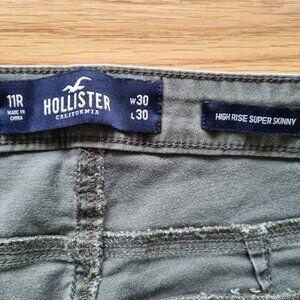 11R
MADE IN
CHINA
HOLLISTER
CALIFORNIA
W30
L30
HIGH RISE SUPER SKINNY